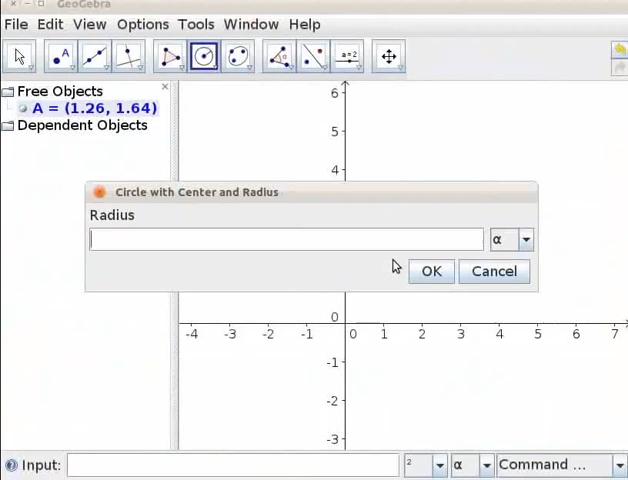 GeoGebra
File Edit View Options Tools Window Help
A
a=2
Free Objects
A = (1.26, 1.64)
Dependent Objects
6
5
4
Circle with Center and Radius
Radius
α
OK Cancel
0
-4 -3 -2 -1 0 1 2 3 4 5 6 7
-1
-2
-3
Input: 2 α Command ...